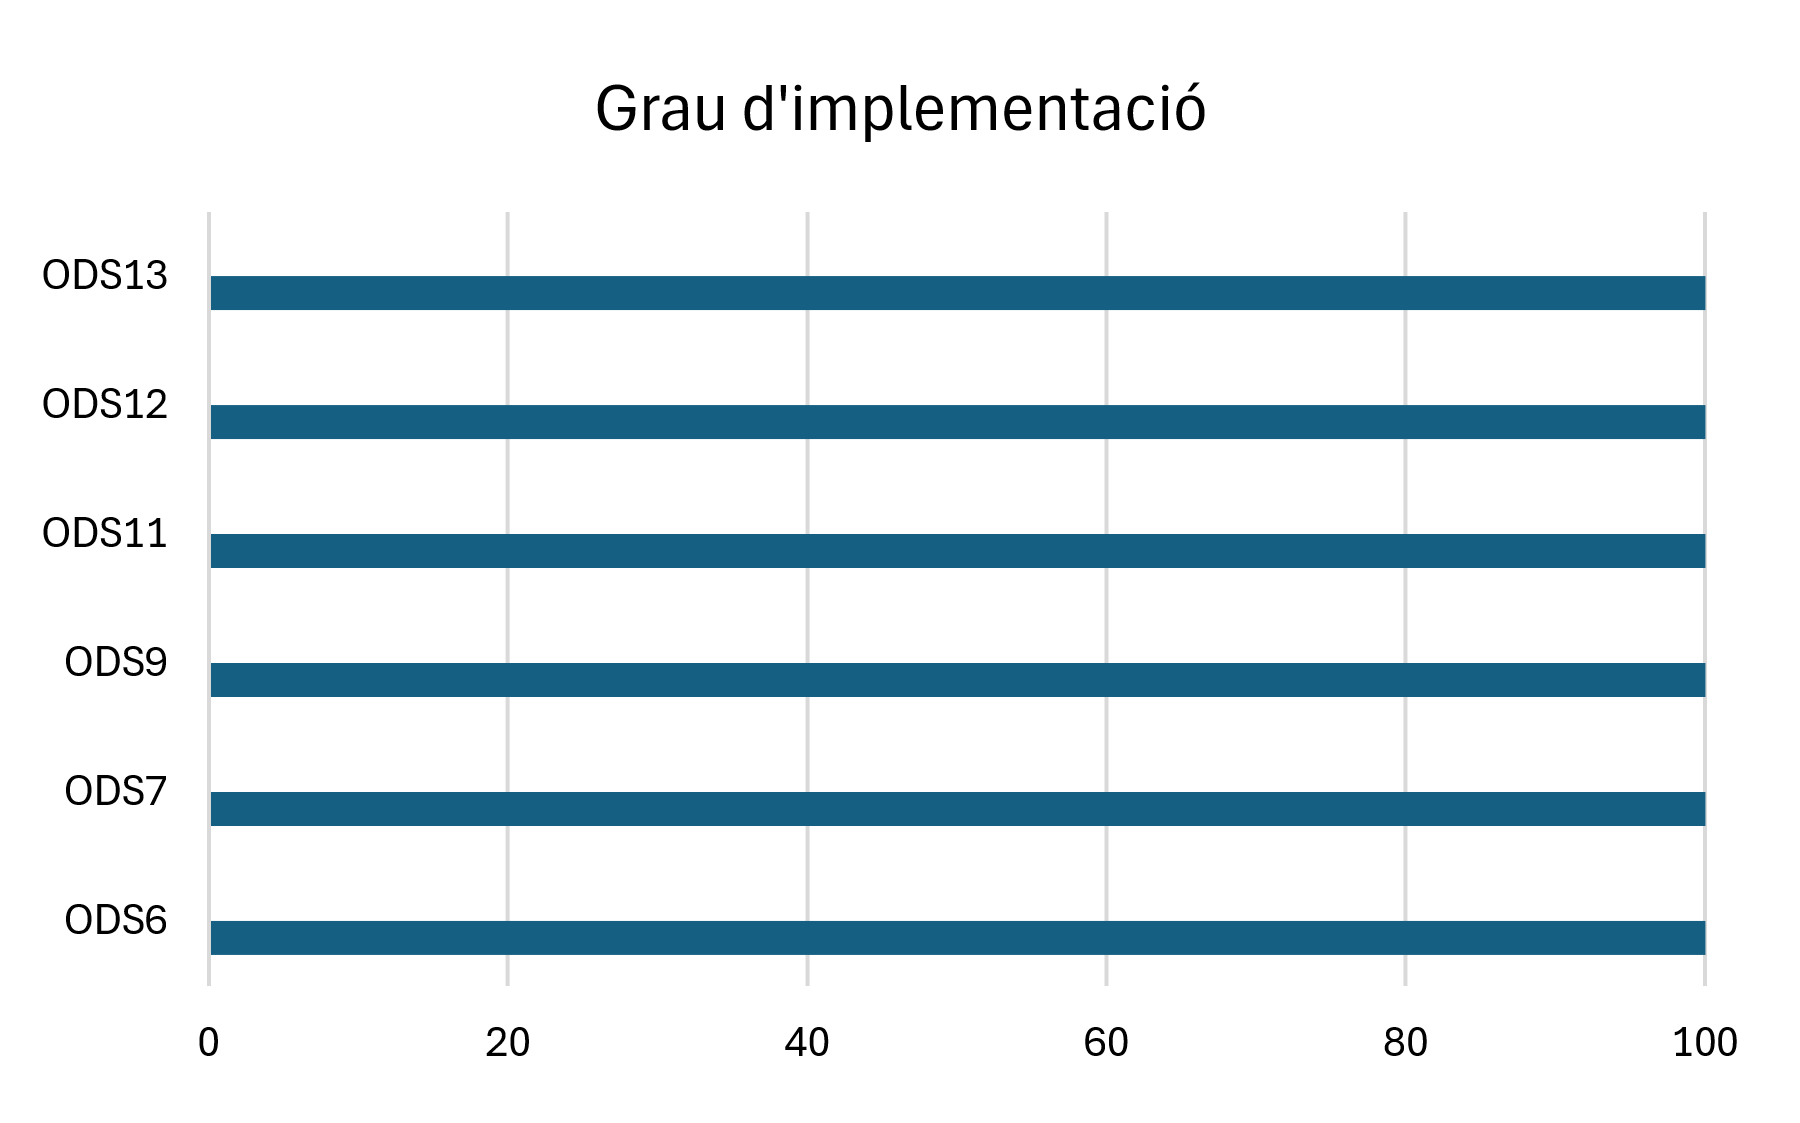 Grau d'implementació
ODS13
ODS12
ODS11
ODS9
ODS7
ODS6
0 20 40 60 80 100